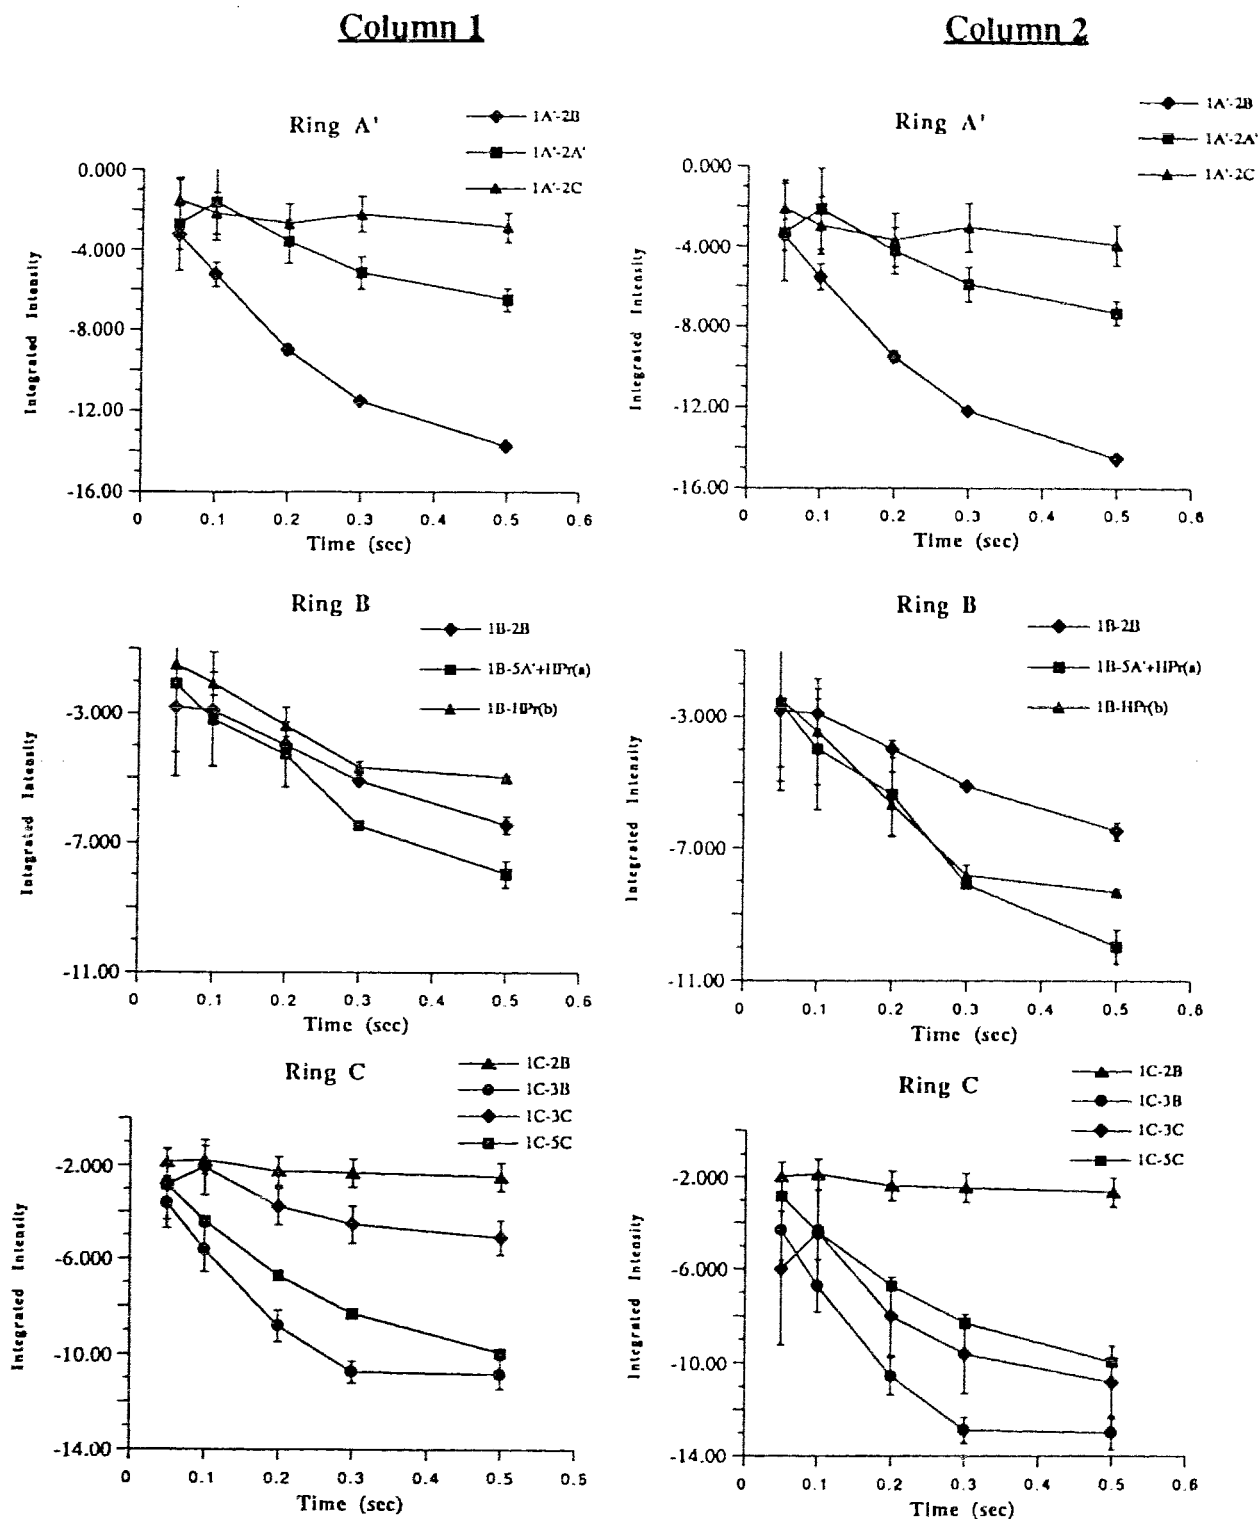 Column 1
Column 2
Ring A'
1A'-2B
1A'-2A'
1A'-2C
0.000
-4.000
-8.000
-12.00
-16.00
Integrated Intensity
0
0.1
0.2
0.3
0.4
0.5
0.6
Time (sec)
Ring A'
1A'-2B
1A'-2A'
1A'-2C
0.000
-4.000
-8.000
-12.00
-16.00
Integrated Intensity
0
0.1
0.2
0.3
0.4
0.5
0.6
Time (sec)
Ring B
1B-2B
1B-5A'+HPr(a)
1B-HPr(b)
-3.000
-7.000
-11.00
Integrated Intensity
0
0.1
0.2
0.3
0.4
0.5
0.6
Time (sec)
Ring B
1B-2B
1B-5A'+HPr(a)
1B-HPr(b)
-3.000
-7.000
-11.00
Integrated Intensity
0
0.1
0.2
0.3
0.4
0.5
0.6
Time (sec)
Ring C
1C-2B
1C-3B
1C-3C
1C-5C
-2.000
-6.000
-10.00
-14.00
Integrated Intensity
0
0.1
0.2
0.3
0.4
0.5
0.6
Time (sec)
Ring C
1C-2B
1C-3B
1C-3C
1C-5C
-2.000
-6.000
-10.00
-14.00
Integrated Intensity
0
0.1
0.2
0.3
0.4
0.5
0.6
Time (sec)